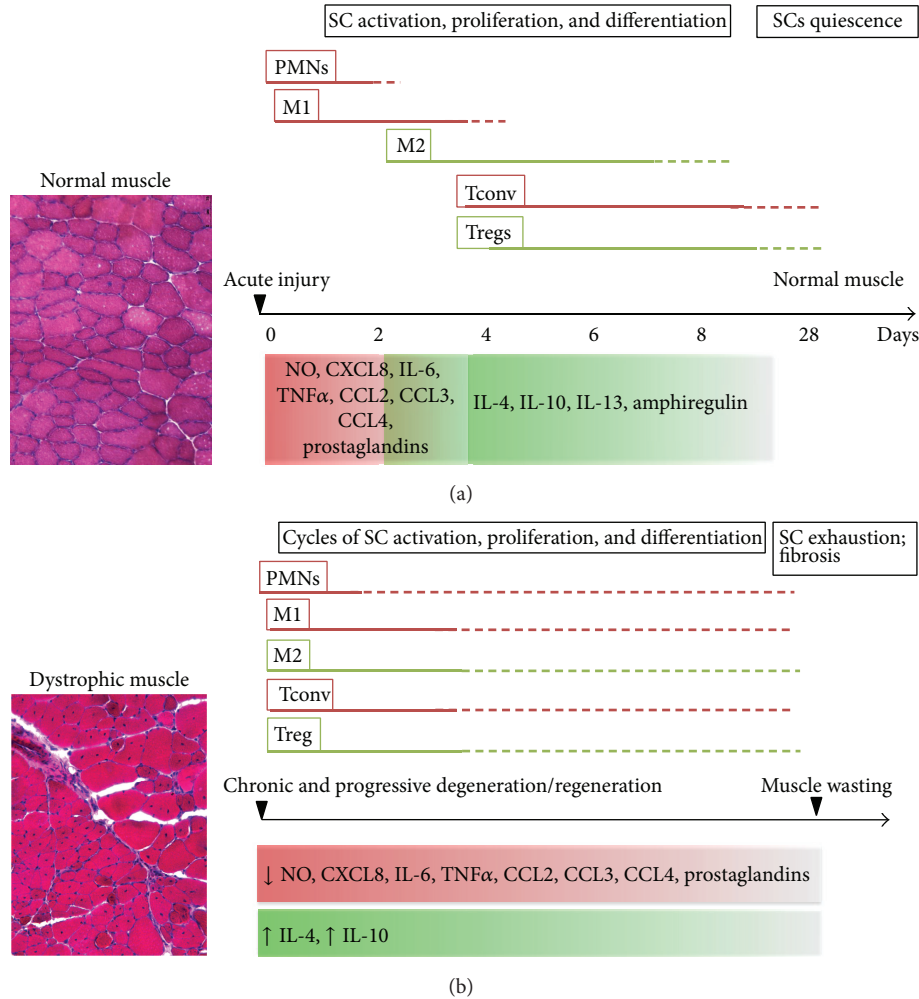 SC activation, proliferation, and differentiation
SCs quiescence
PMNs
M1
M2
Normal muscle
Tconv
Tregs
Acute injury
Normal muscle
0 2 4 6 8 28 Days
NO, CXCL8, IL-6,
TNFα, CCL2, CCL3,
CCL4,
prostaglandins
IL-4, IL-10, IL-13, amphiregulin
(a)
Cycles of SC activation, proliferation, and differentiation
SC exhaustion;
fibrosis
PMNs
M1
M2
Dystrophic muscle
Tconv
Treg
Chronic and progressive degeneration/regeneration
Muscle wasting
↓ NO, CXCL8, IL-6, TNFα, CCL2, CCL3, CCL4, prostaglandins
↑ IL-4, ↑ IL-10
(b)